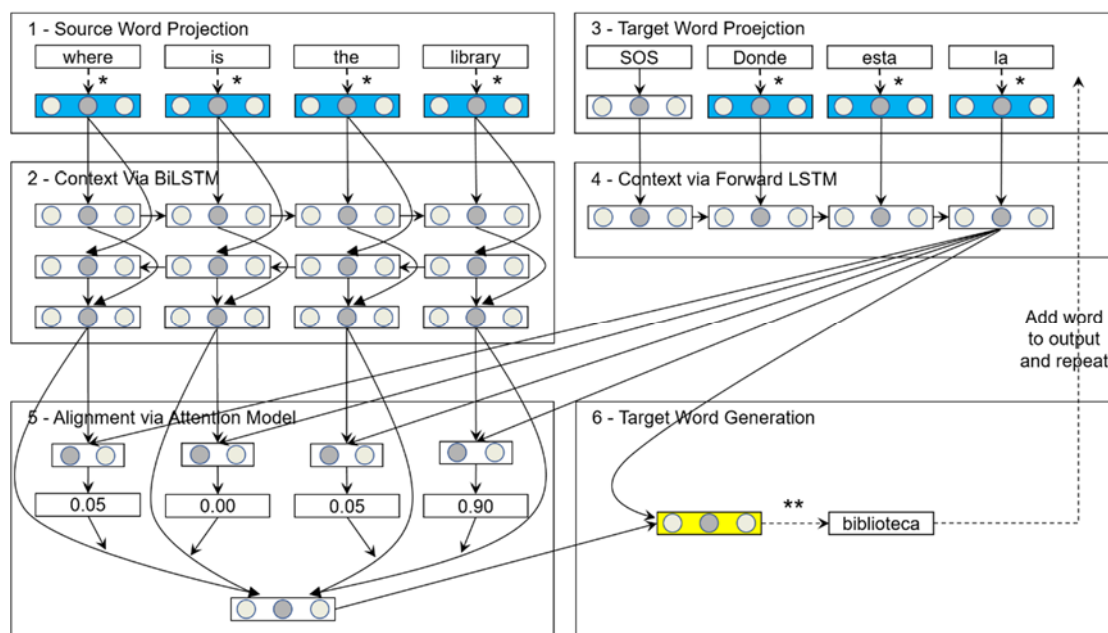 1 - Source Word Projection
where is the library
* * * *
3 - Target Word Proejction
SOS Donde esta la
* * *
2 - Context Via BiLSTM
4 - Context via Forward LSTM
Add word
to output
and repeat
5 - Alignment via Attention Model
0.05 0.00 0.05 0.90
6 - Target Word Generation
**
biblioteca